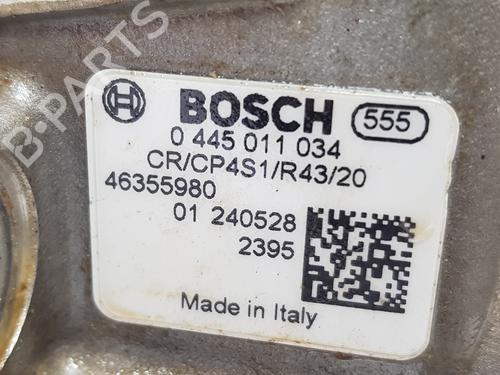 BOSCH 555
0 445 011 034
CR/CP4S1/R43/20
46355980
01 240528
2395
Made in Italy
B-PARTS